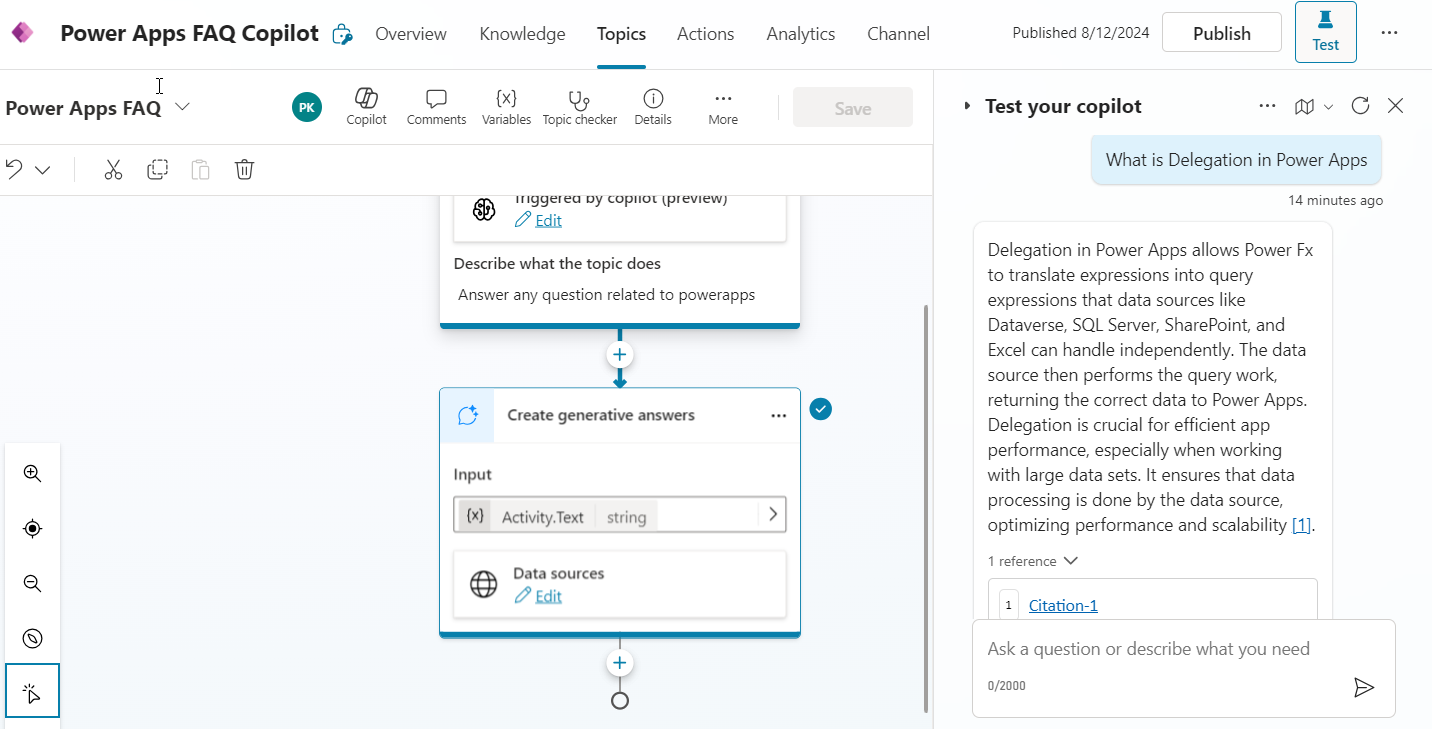 Power Apps FAQ Copilot Overview Knowledge Topics Actions Analytics Channel Published 8/12/2024 Publish Test
Power Apps FAQ PK Copilot Comments {x} Variables Topic checker Details More Save
Triggered by copilot (preview)
Edit
Describe what the topic does
Answer any question related to powerapps
Create generative answers
Input
{x} Activity.Text string
Data sources
Edit
Test your copilot
What is Delegation in Power Apps
14 minutes ago
Delegation in Power Apps allows Power Fx
to translate expressions into query
expressions that data sources like
Dataverse, SQL Server, SharePoint, and
Excel can handle independently. The data
source then performs the query work,
returning the correct data to Power Apps.
Delegation is crucial for efficient app
performance, especially when working
with large data sets. It ensures that data
processing is done by the data source,
optimizing performance and scalability [1].
1 reference
1 Citation-1
Ask a question or describe what you need
0/2000